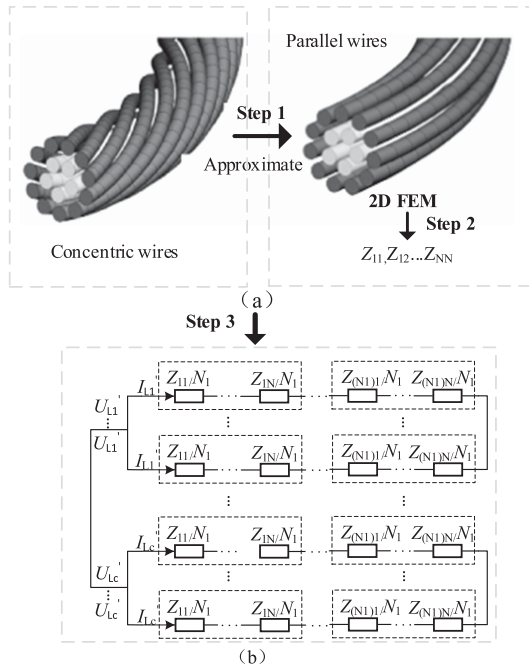 Parallel wires
Step 1
Approximate
Concentric wires
2D FEM
Step 2
Z11,Z12...ZNN
(a)
Step 3
IL1' Z11/N1 ... Z1N/N1 ... Z(N1)1/N1 ... Z(N1)N/N1
UL1'
⋮
UL1'
IL1' Z11/N1 ... Z1N/N1 ... Z(N1)1/N1 ... Z(N1)N/N1
⋮
ILc' Z11/N1 ... Z1N/N1 ... Z(N1)1/N1 ... Z(N1)N/N1
ULc'
⋮
ULc'
ILc' Z11/N1 ... Z1N/N1 ... Z(N1)1/N1 ... Z(N1)N/N1
(b)